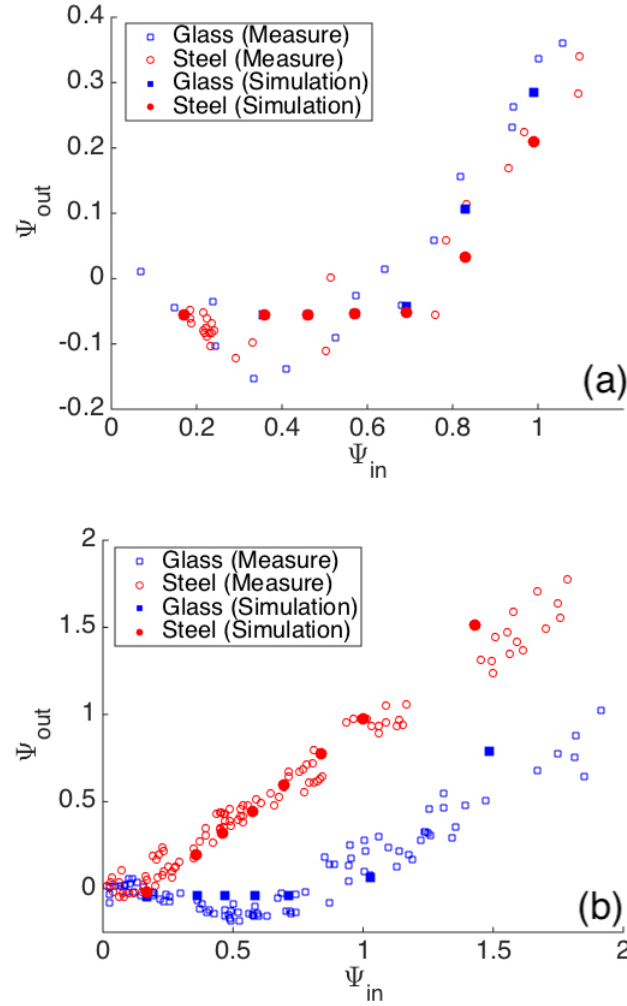 0.4
0.3
0.2
0.1
0
-0.1
-0.2
Ψout
Glass (Measure)
Steel (Measure)
Glass (Simulation)
Steel (Simulation)
(a)
0 0.2 0.4 0.6 0.8 1
Ψin
2
1.5
1
0.5
0
Ψout
Glass (Measure)
Steel (Measure)
Glass (Simulation)
Steel (Simulation)
(b)
0 0.5 1 1.5 2
Ψin